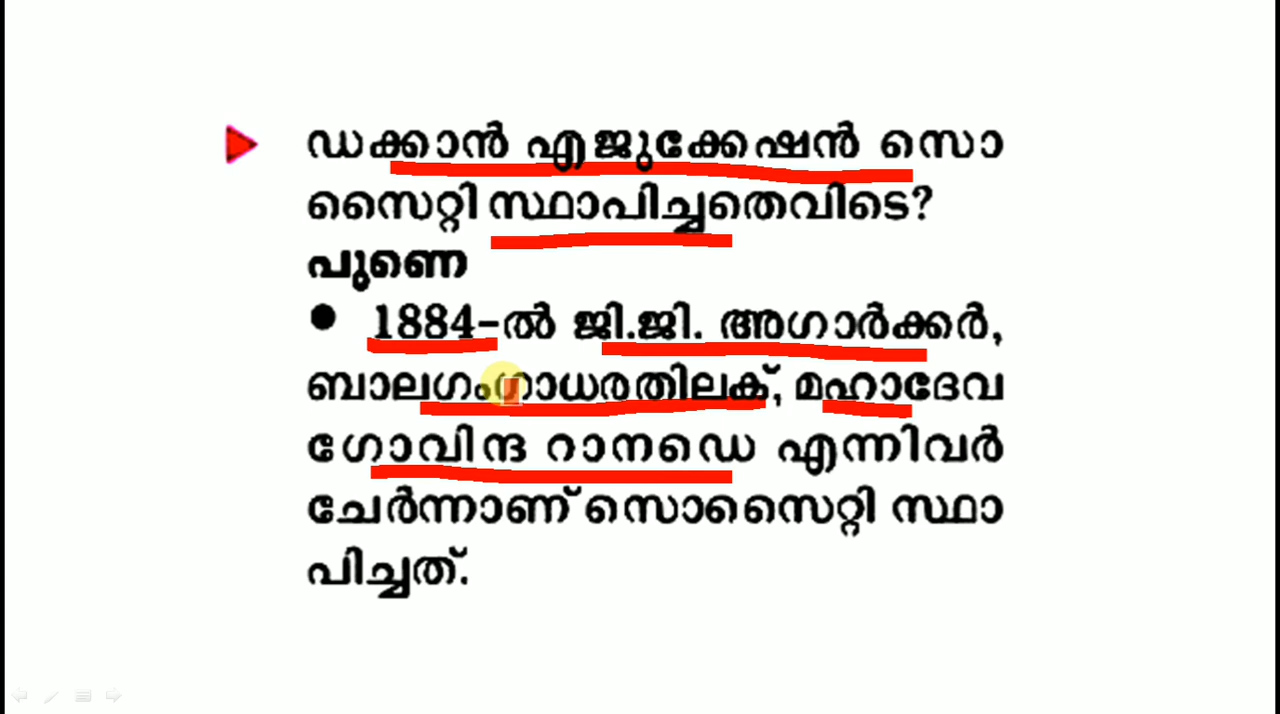 ഡക്കാൻ എജുക്കേഷൻ സൊ
സൈറ്റി സ്ഥാപിച്ചതെവിടെ?
പുണെ
● 1884-ൽ ജി.ജി. അഗാർക്കർ,
ബാലഗംഗാധരതിലക്, മഹാദേവ
ഗോവിന്ദ റാനഡെ എന്നിവർ
ചേർന്നാണ് സൊസൈറ്റി സ്ഥാ
പിച്ചത്.